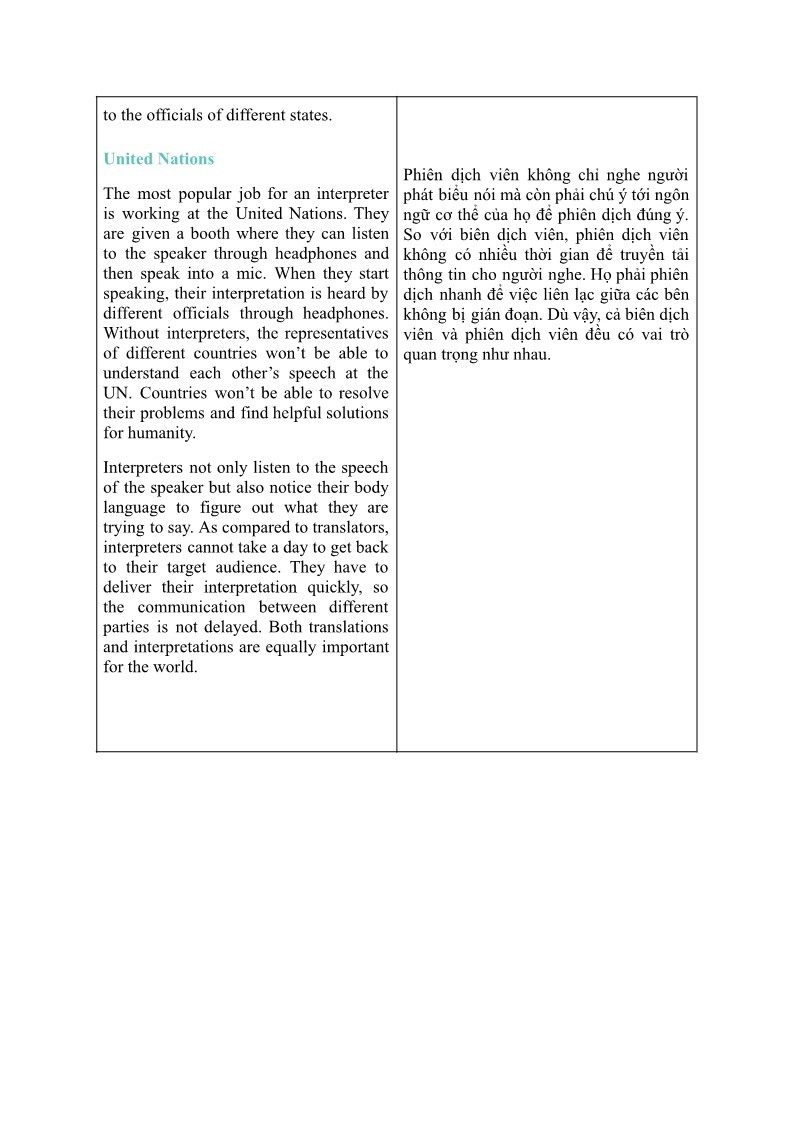 to the officials of different states.
United Nations
The most popular job for an interpreter
is working at the United Nations. They
are given a booth where they can listen
to the speaker through headphones and
then speak into a mic. When they start
speaking, their interpretation is heard by
different officials through headphones.
Without interpreters, the representatives
of different countries won’t be able to
understand each other’s speech at the
UN. Countries won’t be able to resolve
their problems and find helpful solutions
for humanity.
Interpreters not only listen to the speech
of the speaker but also notice their body
language to figure out what they are
trying to say. As compared to translators,
interpreters cannot take a day to get back
to their target audience. They have to
deliver their interpretation quickly, so
the communication between different
parties is not delayed. Both translations
and interpretations are equally important
for the world.
Phiên dịch viên không chỉ nghe người
phát biểu nói mà còn phải chú ý tới ngôn
ngữ cơ thể của họ để phiên dịch đúng ý.
So với biên dịch viên, phiên dịch viên
không có nhiều thời gian để truyền tải
thông tin cho người nghe. Họ phải phiên
dịch nhanh để việc liên lạc giữa các bên
không bị gián đoạn. Dù vậy, cả biên dịch
viên và phiên dịch viên đều có vai trò
quan trọng như nhau.